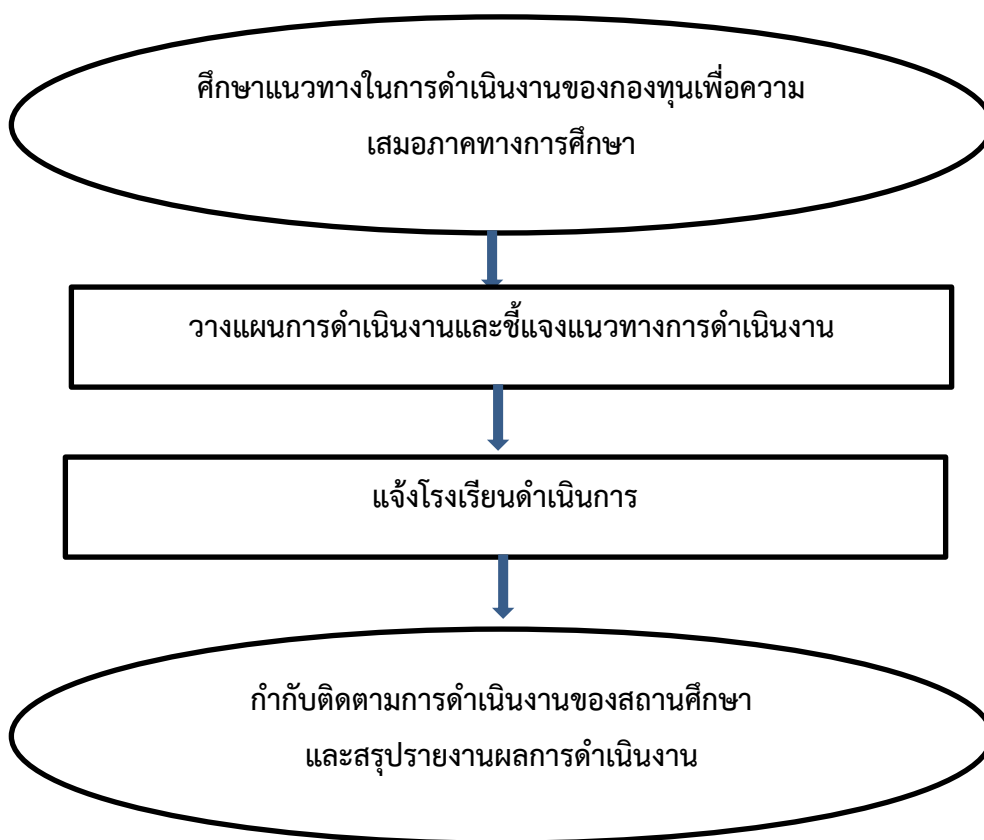 ศึกษาแนวทางในการดำเนินงานของกองทุนเพื่อความ
เสมอภาคทางการศึกษา
วางแผนการดำเนินงานและชี้แจงแนวทางการดำเนินงาน
แจ้งโรงเรียนดำเนินการ
กำกับติดตามการดำเนินงานของสถานศึกษา
และสรุปรายงานผลการดำเนินงาน